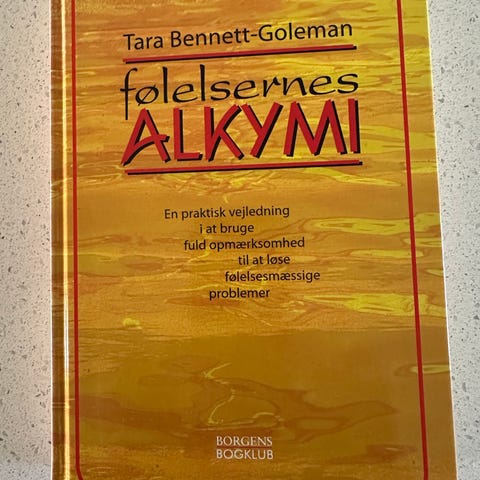 Tara Bennett-Goleman
følelsernes
ALKYMI
En praktisk vejledning
i at bruge
fuld opmærksomhed
til at løse
følelsesmæssige
problemer
BORGENS
BOGKLUB